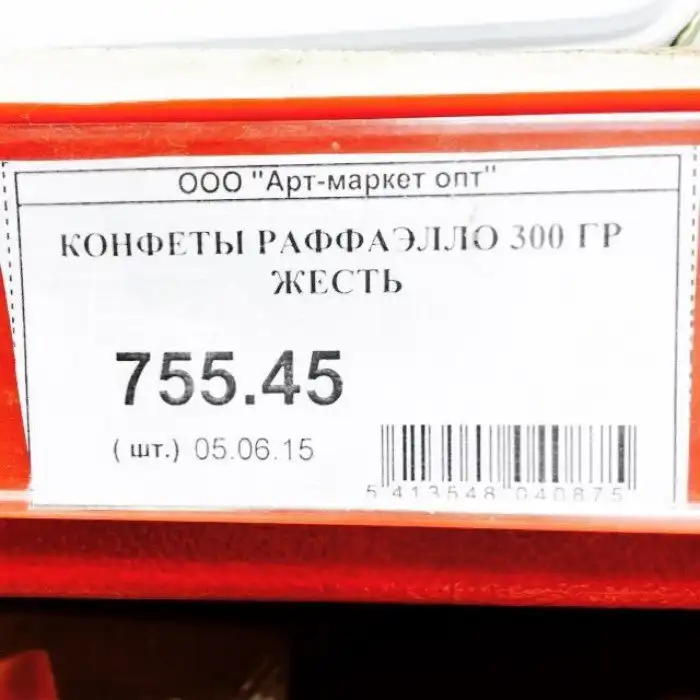 ООО "Арт-маркет опт"
КОНФЕТЫ РАФФАЭЛЛО 300 ГР
ЖЕСТЬ
755.45
( шт.) 05.06.15
5 413548 040875